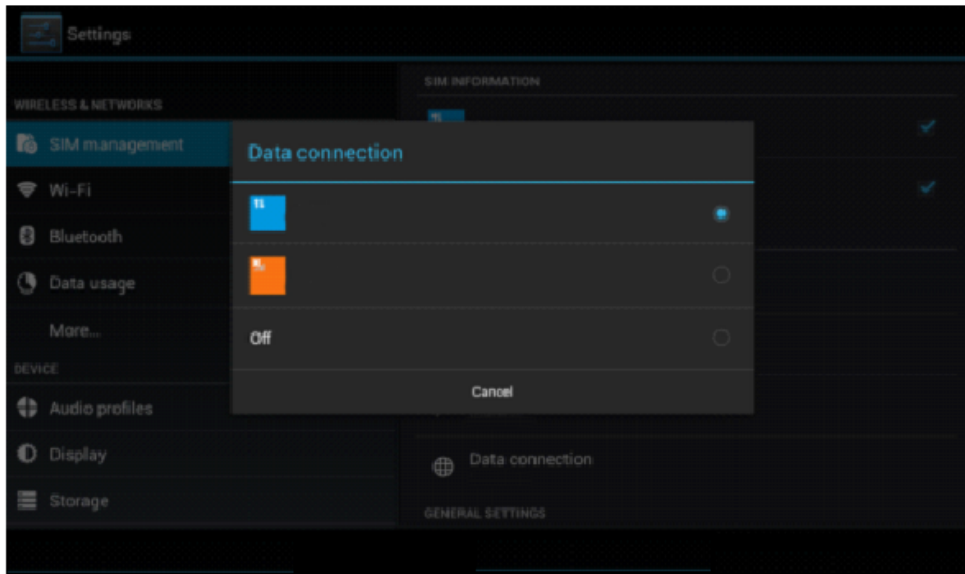 Settings
WIRELESS & NETWORKS
SIM management
Wi-Fi
Bluetooth
Data usage
More...
DEVICE
Audio profiles
Display
Storage
SIM INFORMATION
Data connection
Off
Cancel
Data connection
GENERAL SETTINGS